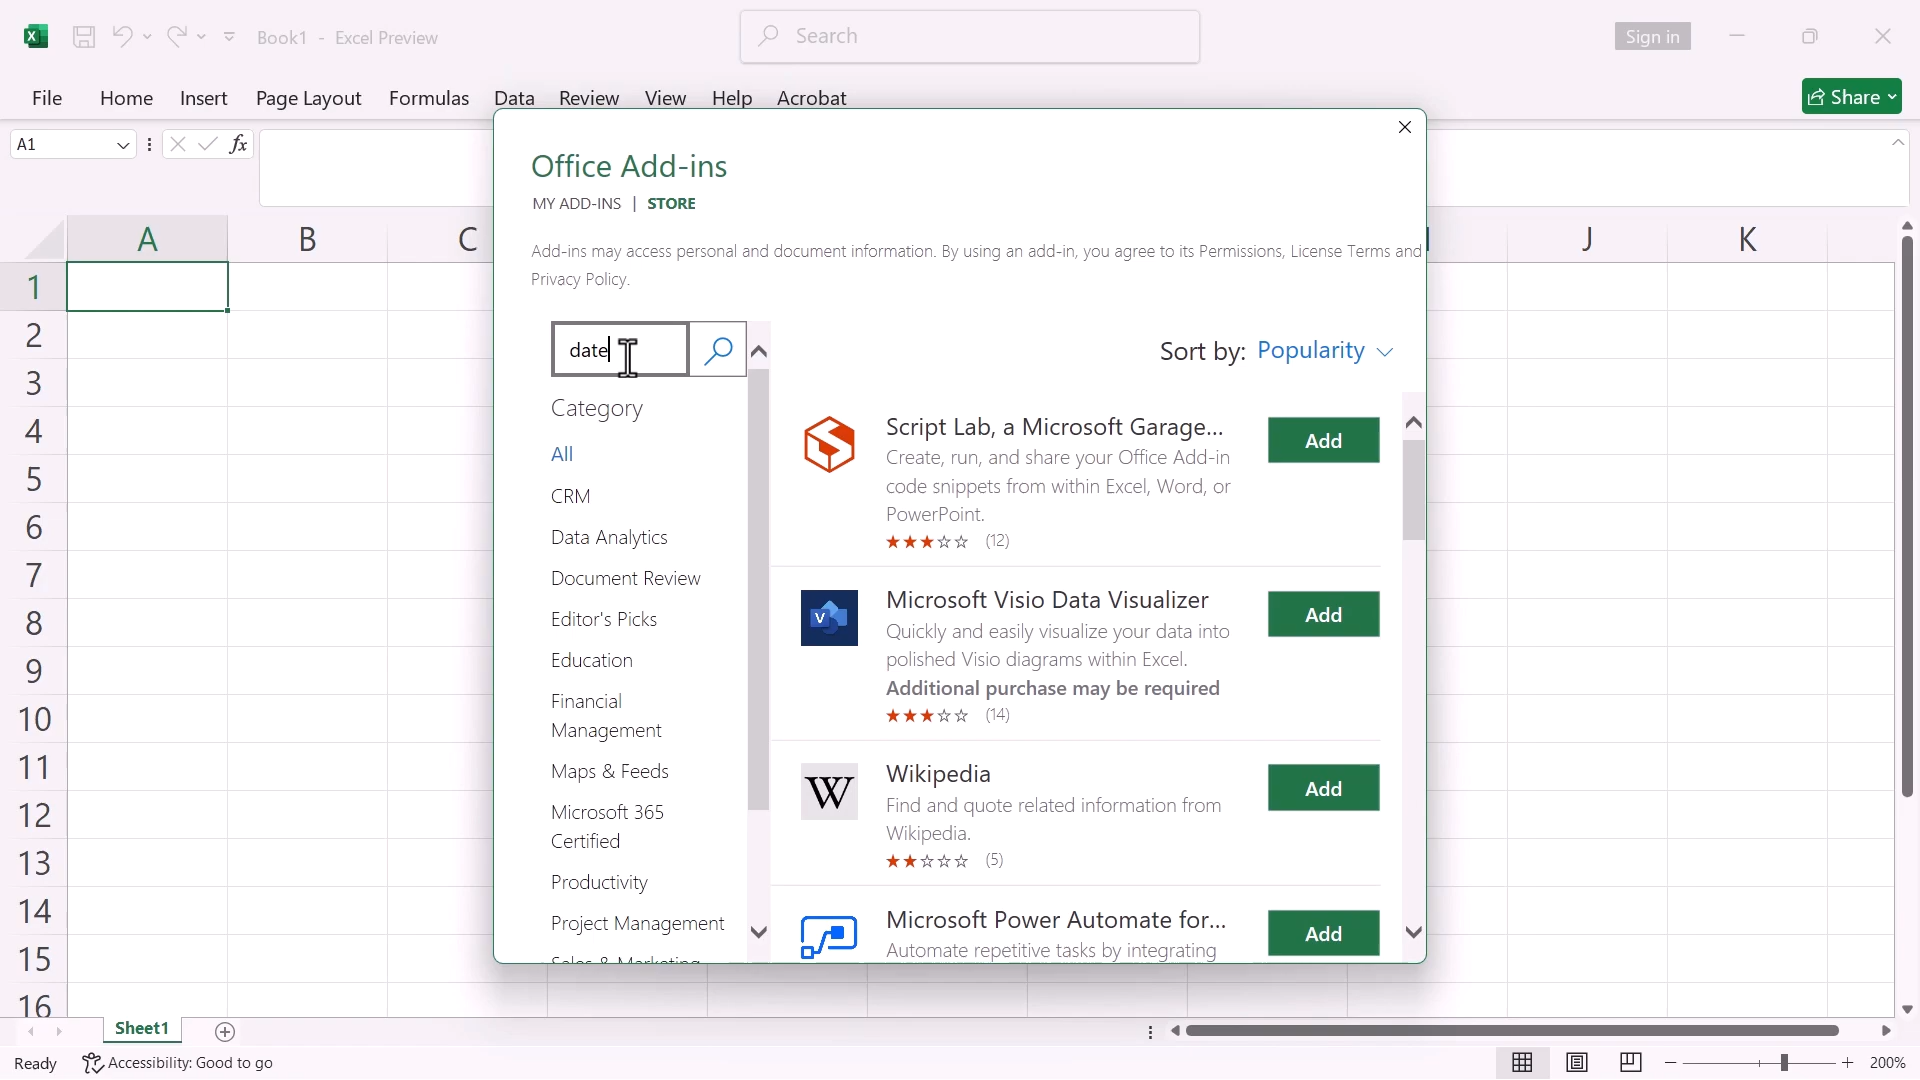 Book1 - Excel Preview
Search
Sign in
File Home Insert Page Layout Formulas Data Review View Help Acrobat
Share
A1
fx
Office Add-ins
MY ADD-INS | STORE
Add-ins may access personal and document information. By using an add-in, you agree to its Permissions, License Terms and
Privacy Policy.
date
Sort by: Popularity
Category
All
CRM
Data Analytics
Document Review
Editor's Picks
Education
Financial
Management
Maps & Feeds
Microsoft 365
Certified
Productivity
Project Management
Sales & Marketing
Script Lab, a Microsoft Garage...
Create, run, and share your Office Add-in
code snippets from within Excel, Word, or
PowerPoint.
(12)
Add
Microsoft Visio Data Visualizer
Quickly and easily visualize your data into
polished Visio diagrams within Excel.
Additional purchase may be required
(14)
Add
W
Wikipedia
Find and quote related information from
Wikipedia.
(5)
Add
Microsoft Power Automate for...
Automate repetitive tasks by integrating
Add
A B C J K
1
2
3
4
5
6
7
8
9
10
11
12
13
14
15
16
Sheet1
Ready
Accessibility: Good to go
200%